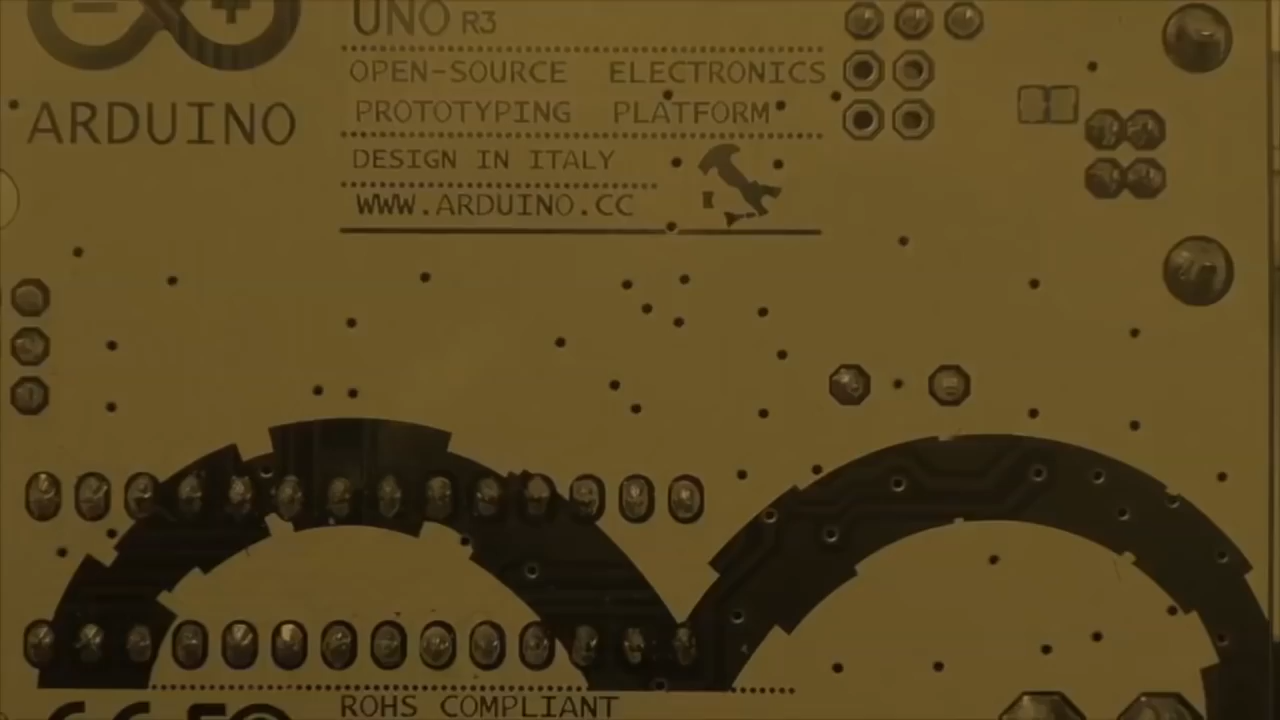 UNO R3
OPEN-SOURCE ELECTRONICS
PROTOTYPING PLATFORM
ARDUINO
DESIGN IN ITALY
WWW.ARDUINO.CC
ROHS COMPLIANT